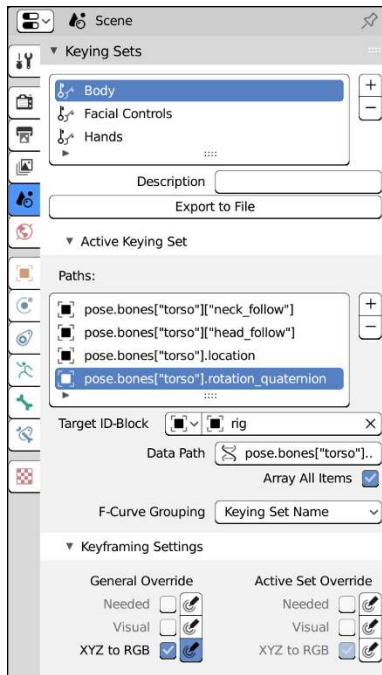 Scene
Keying Sets
Body
Facial Controls
Hands
Description
Export to File
Active Keying Set
Paths:
pose.bones["torso"]["neck_follow"]
pose.bones["torso"]["head_follow"]
pose.bones["torso"].location
pose.bones["torso"].rotation_quaternion
Target ID-Block rig
Data Path pose.bones["torso"]..
Array All Items
F-Curve Grouping Keying Set Name
Keyframing Settings
General Override Active Set Override
Needed Needed
Visual Visual
XYZ to RGB XYZ to RGB